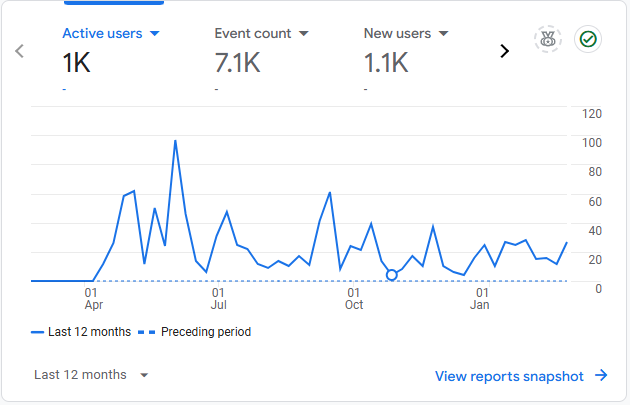 Active users Event count New users
1K 7.1K 1.1K
- - -
120
100
80
60
40
20
0
01 01 01 01
Apr Jul Oct Jan
Last 12 months Preceding period
Last 12 months View reports snapshot